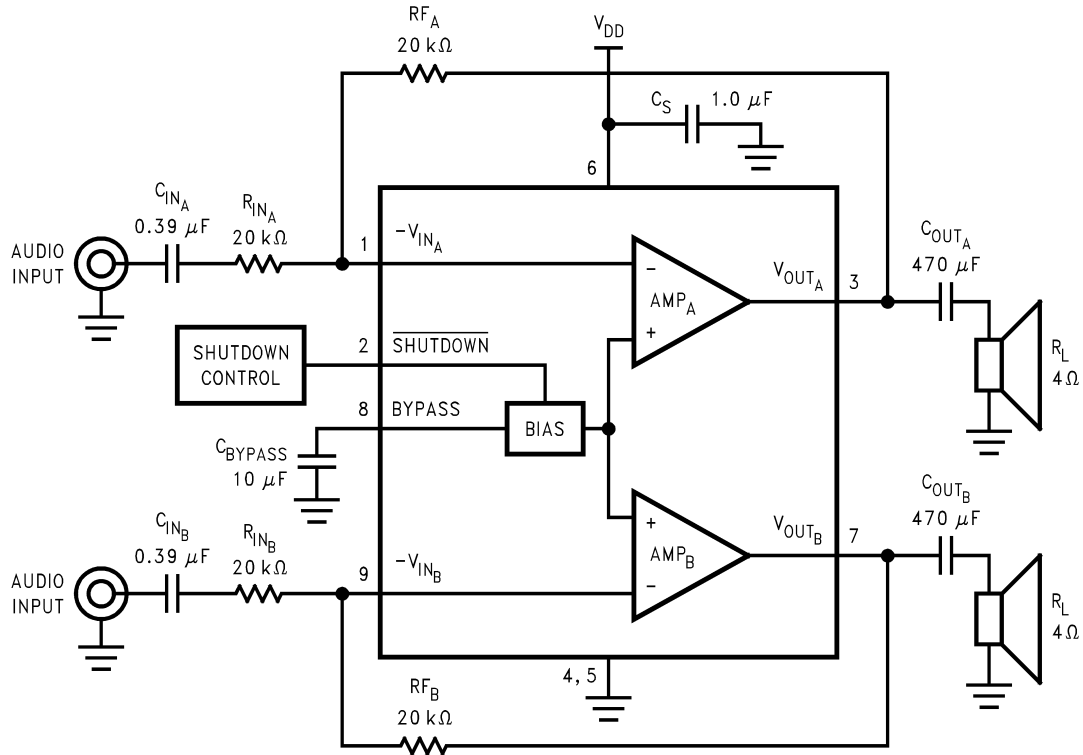 RF_A
20 kΩ
V_DD
C_S 1.0 μF
6
C_IN_A
0.39 μF
R_IN_A
20 kΩ
AUDIO
INPUT
1
-V_IN_A
-
AMP_A
+
V_OUT_A
3
C_OUT_A
470 μF
R_L
4Ω
SHUTDOWN
CONTROL
2
SHUTDOWN
8
BYPASS
BIAS
C_BYPASS
10 μF
C_IN_B
0.39 μF
R_IN_B
20 kΩ
AUDIO
INPUT
9
-V_IN_B
+
AMP_B
-
V_OUT_B
7
C_OUT_B
470 μF
R_L
4Ω
4, 5
RF_B
20 kΩ